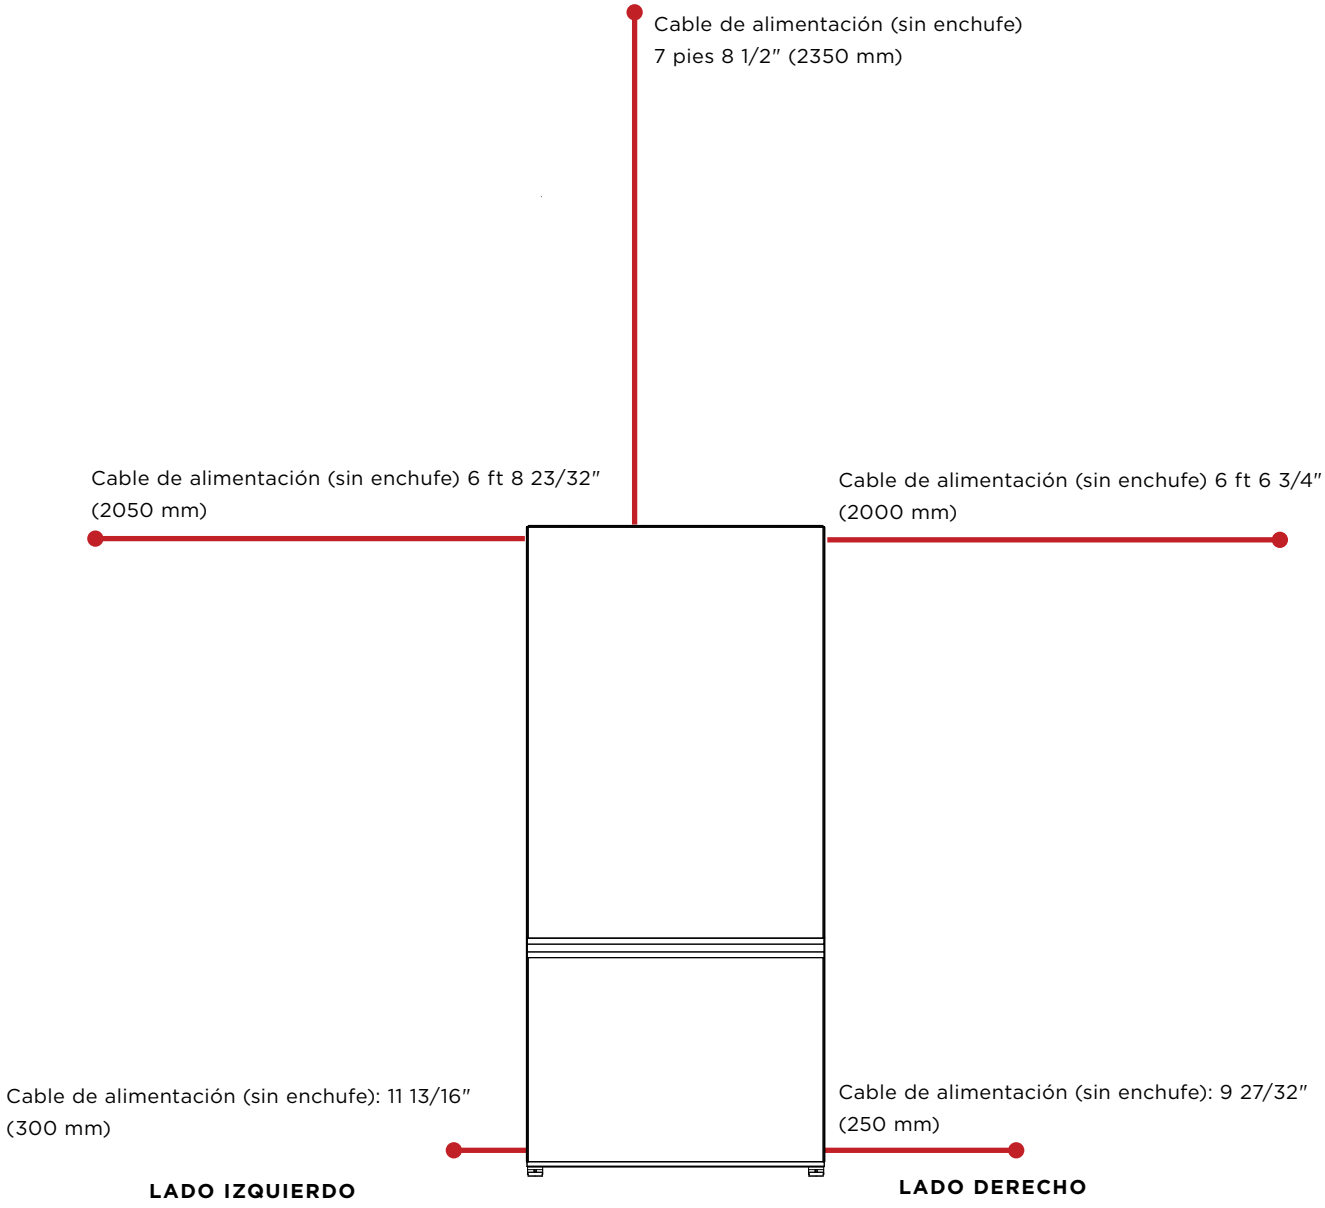 Cable de alimentación (sin enchufe)
7 pies 8 1/2" (2350 mm)
Cable de alimentación (sin enchufe) 6 ft 8 23/32"
(2050 mm)
Cable de alimentación (sin enchufe) 6 ft 6 3/4"
(2000 mm)
Cable de alimentación (sin enchufe): 11 13/16"
(300 mm)
Cable de alimentación (sin enchufe): 9 27/32"
(250 mm)
LADO IZQUIERDO
LADO DERECHO